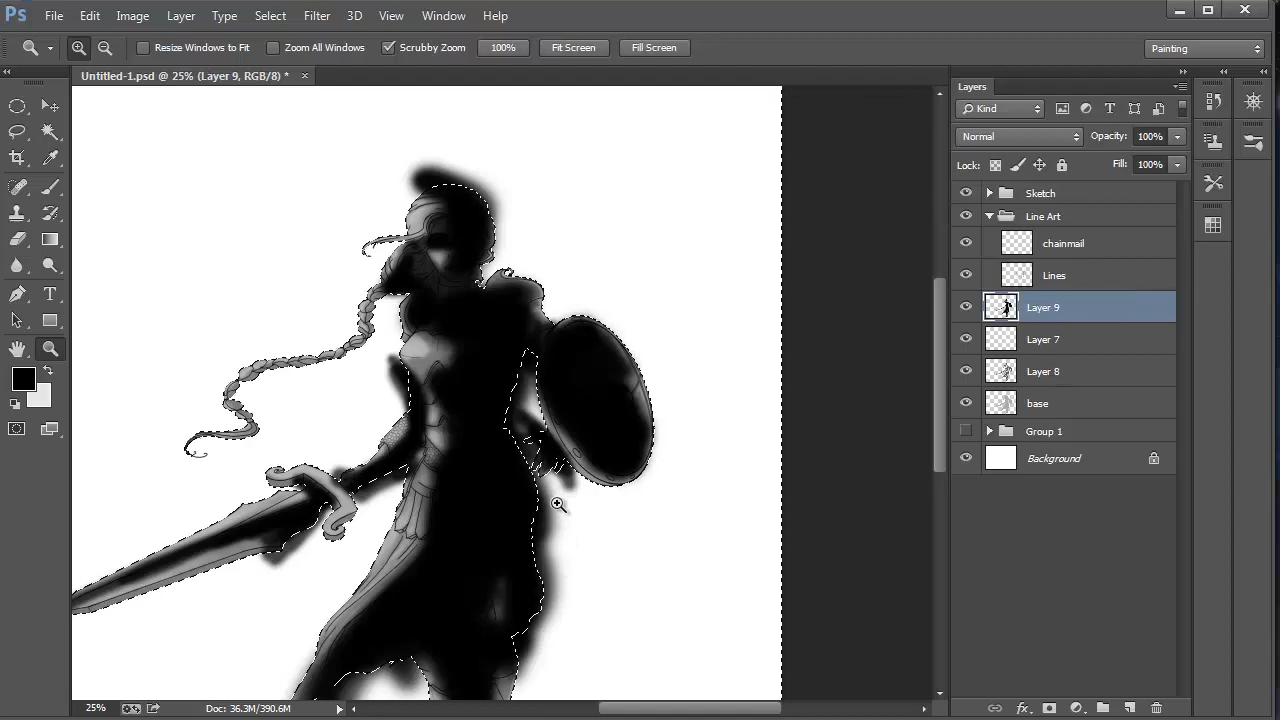 Ps File Edit Image Layer Type Select Filter 3D View Window Help
Resize Windows to Fit Zoom All Windows Scrubby Zoom 100% Fit Screen Fill Screen Painting
Untitled-1.psd @ 25% (Layer 9, RGB/8) *
Layers
Kind
Normal Opacity: 100%
Lock: Fill: 100%
Sketch
Line Art
chainmail
Lines
Layer 9
Layer 7
Layer 8
base
Group 1
Background
25% Doc: 36.3M/390.6M